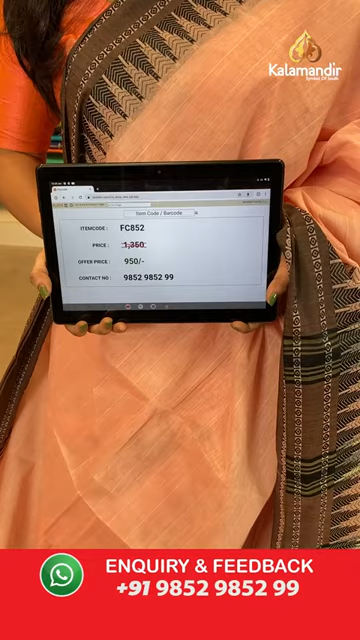 Kalamandir
Symbol Of South
Item Code / Barcode
ITEMCODE : FC852
PRICE : 1,350
OFFER PRICE : 950/-
CONTACT NO : 9852 9852 99
ENQUIRY & FEEDBACK
+91 9852 9852 99